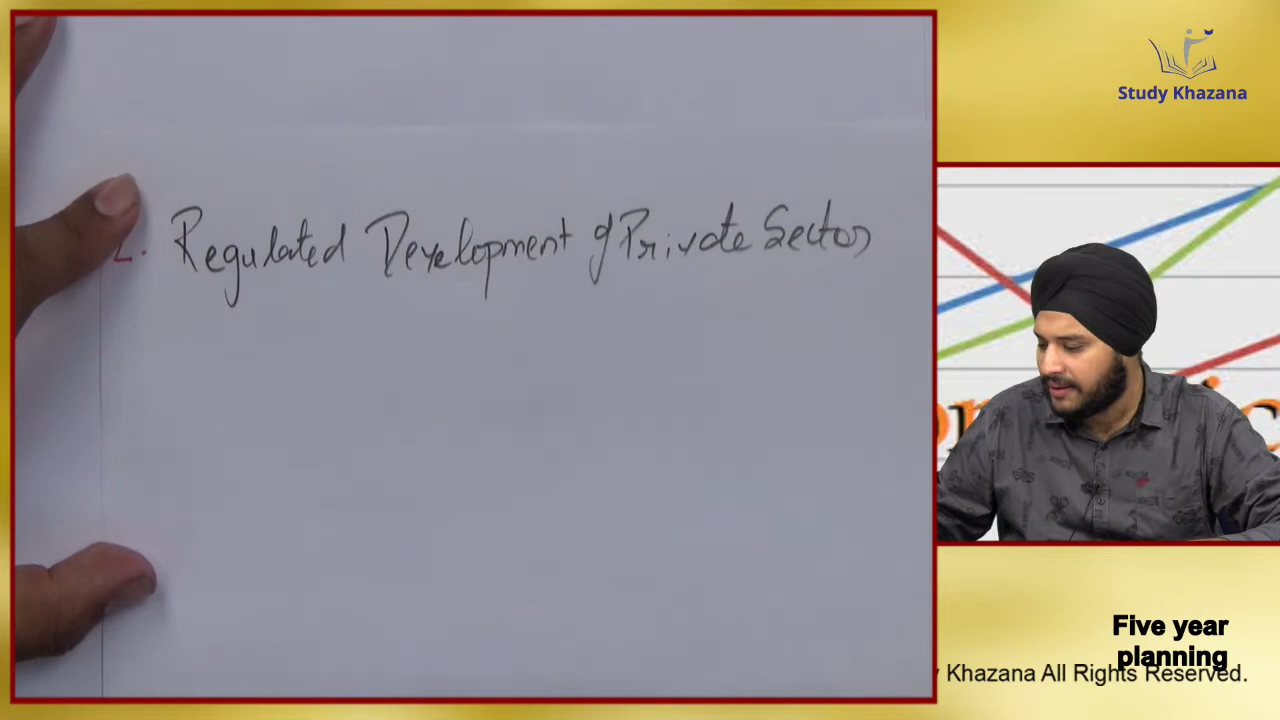 Study Khazana
2. Regulated Development of Private Sector
Five year
planning
Khazana All Rights Reserved.